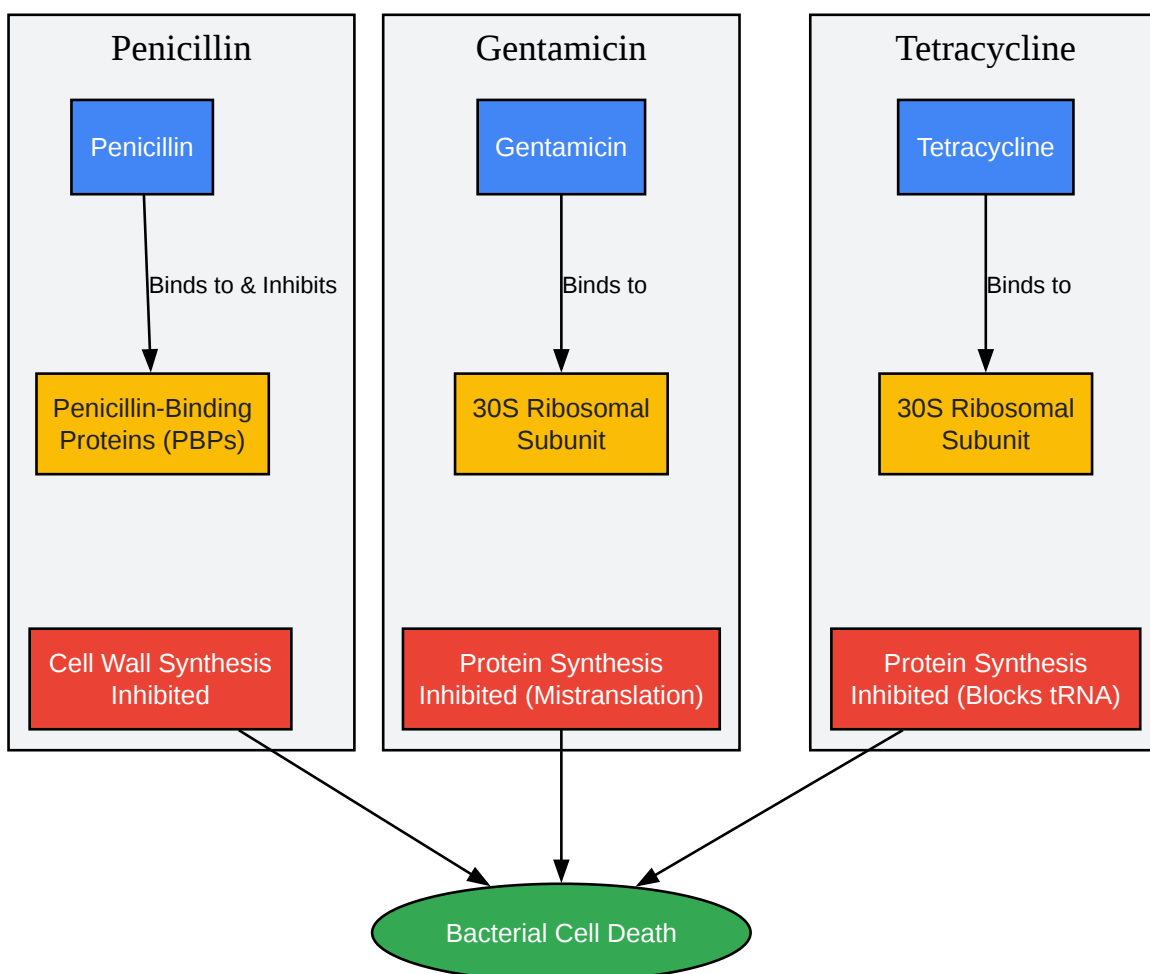 Penicillin
Gentamicin
Tetracycline
Penicillin
Gentamicin
Tetracycline
Binds to & Inhibits
Binds to
Binds to
Penicillin-Binding
Proteins (PBPs)
30S Ribosomal
Subunit
30S Ribosomal
Subunit
Cell Wall Synthesis
Inhibited
Protein Synthesis
Inhibited (Mistranslation)
Protein Synthesis
Inhibited (Blocks tRNA)
Bacterial Cell Death